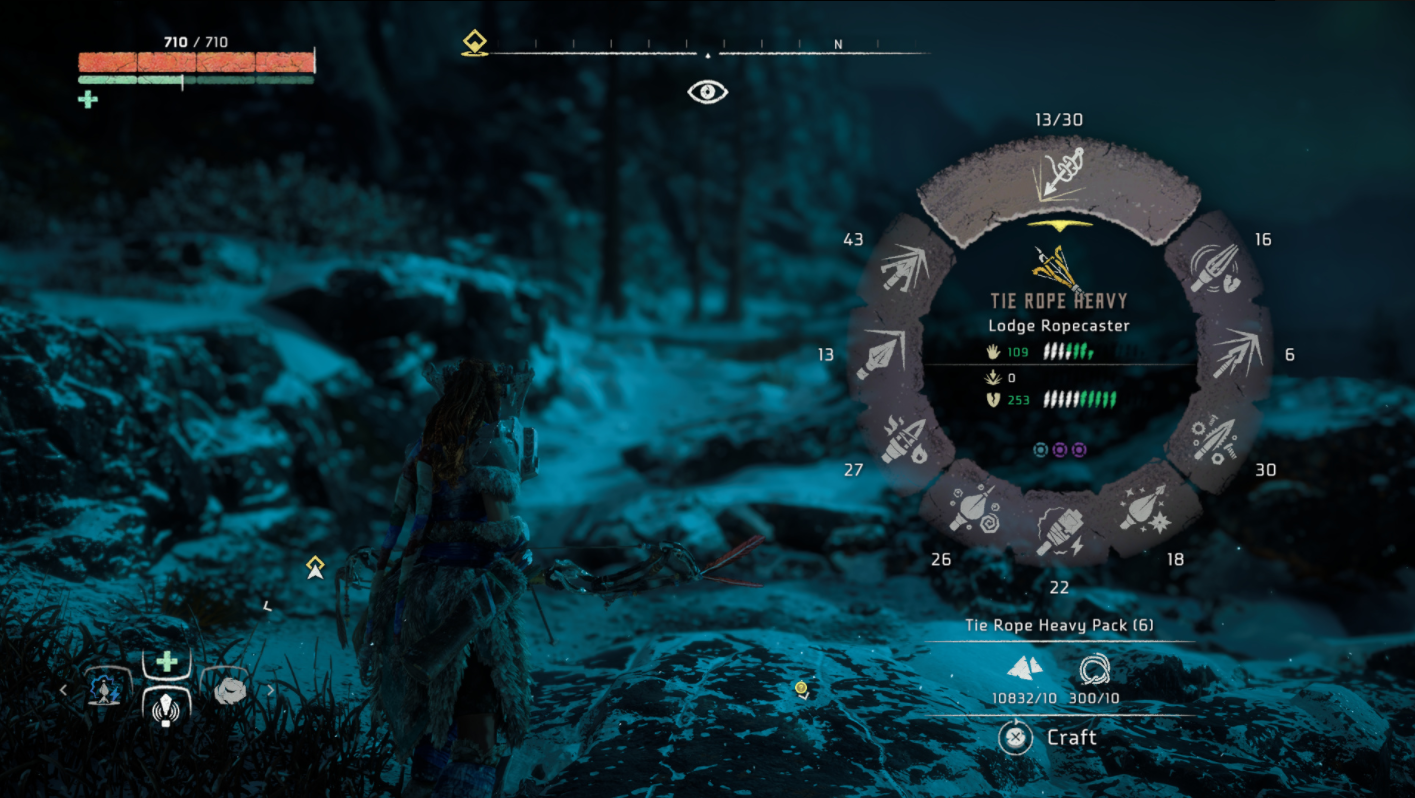 710 / 710
N
13/30
43
16
TIE ROPE HEAVY
Lodge Ropecaster
109
13
6
0
253
27
30
26
18
22
Tie Rope Heavy Pack (6)
10832/10 300/10
Craft